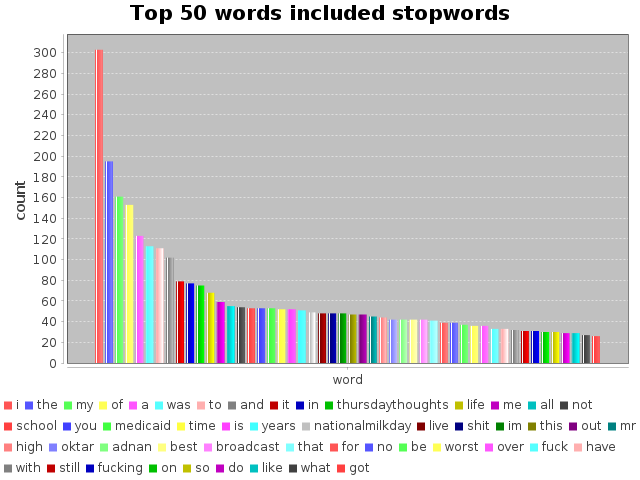 Top 50 words included stopwords
300
280
260
240
220
200
180
160
140
120
100
80
60
40
20
0
count
word
i the my of a was to and it in thursdaythoughts life me all not
school you medicaid time is years nationalmilkday live shit im this out mr
high oktar adnan best broadcast that for no be worst over fuck have
with still fucking on so do like what got